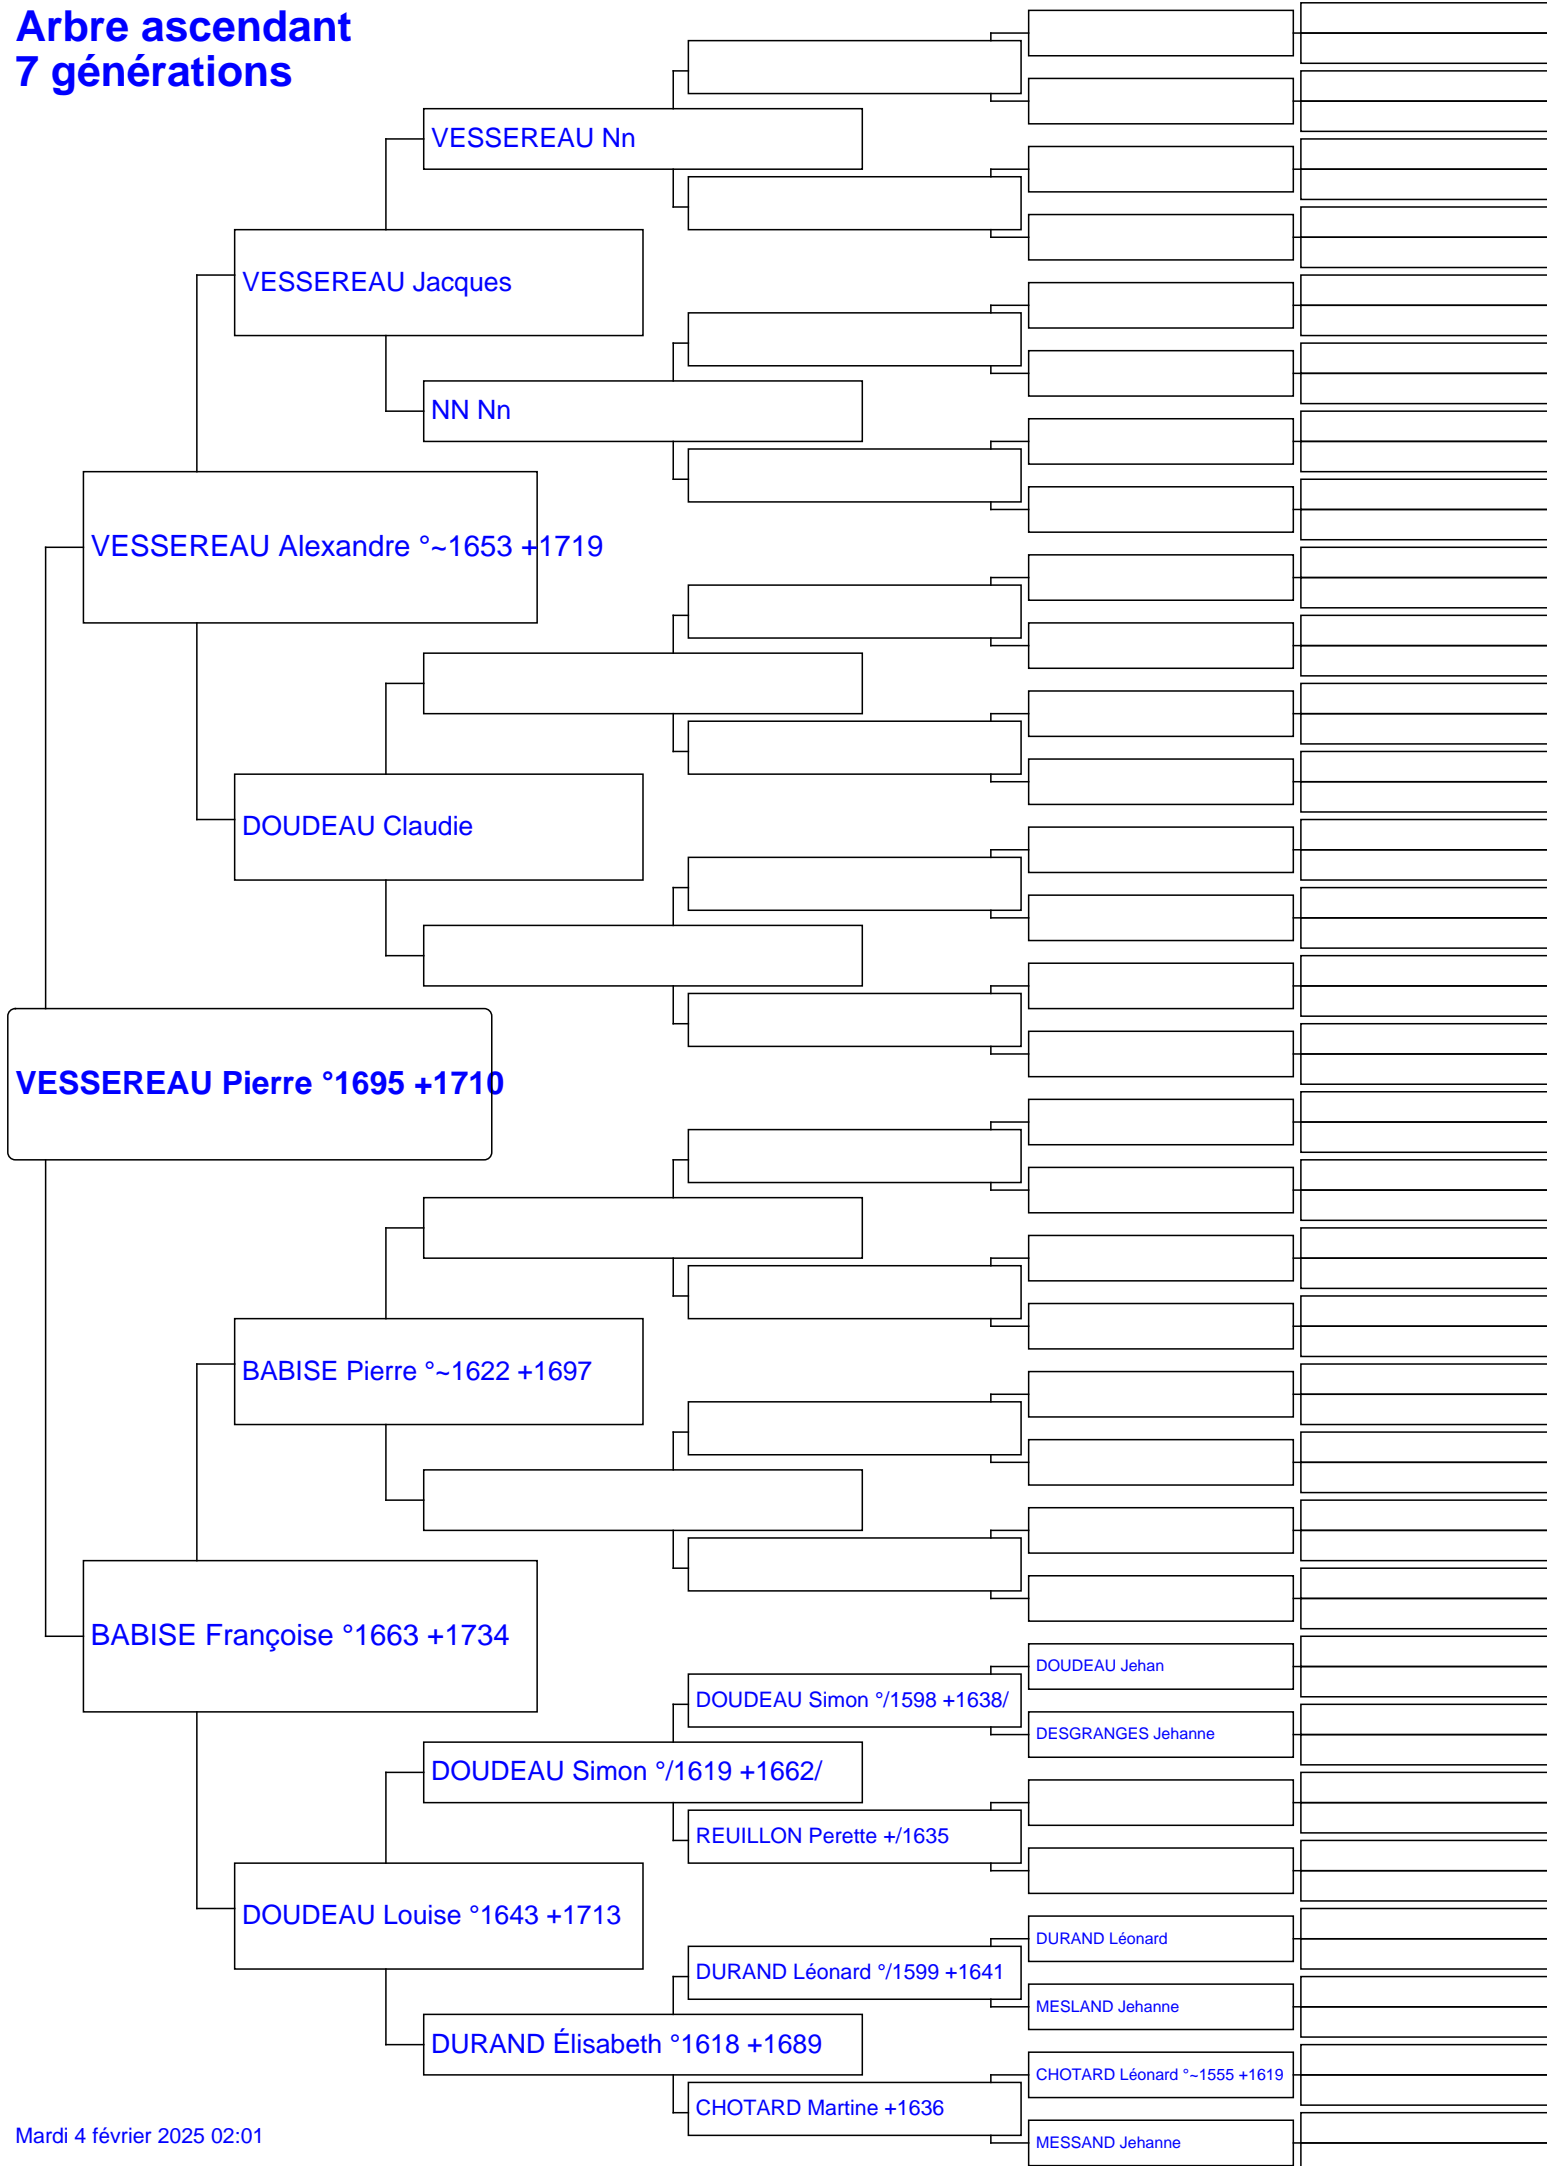 Arbre ascendant
7 générations
VESSEREAU Nn
VESSEREAU Jacques
NN Nn
VESSEREAU Alexandre °~1653 +1719
DOUDEAU Claudie
VESSEREAU Pierre °1695 +1710
BABISE Pierre °~1622 +1697
BABISE Françoise °1663 +1734
DOUDEAU Jehan
DOUDEAU Simon °/1598 +1638/
DESGRANGES Jehanne
DOUDEAU Simon °/1619 +1662/
REUILLON Perette +/1635
DOUDEAU Louise °1643 +1713
DURAND Léonard
DURAND Léonard °/1599 +1641
MESLAND Jehanne
DURAND Élisabeth °1618 +1689
CHOTARD Léonard °~1555 +1619
CHOTARD Martine +1636
MESSAND Jehanne
Mardi 4 février 2025 02:01